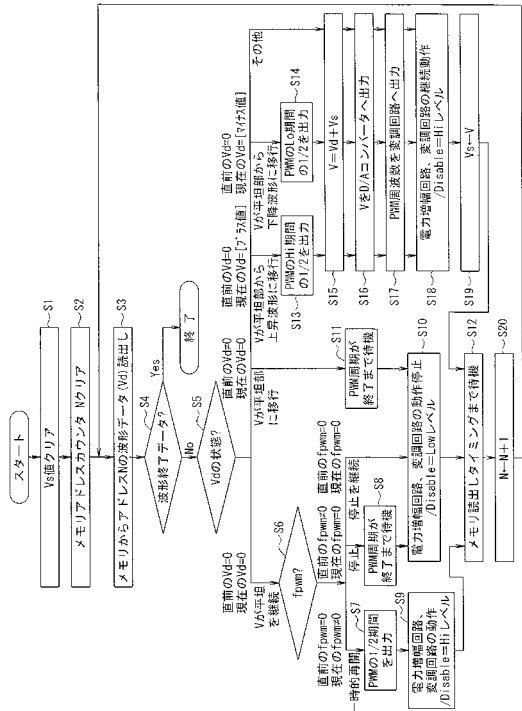 スタート
Vs値クリア
S1
メモリアドレスカウンタ Nクリア
S2
メモリからアドレスNの波形データ(Vd)読出し
S3
波形終了データ?
S4
Yes
終了
No
Vdの状態?
S5
直前のVd=0
現在のVd=0
Vが平坦
を継続
fpwm?
S6
直前のfpwm=0
現在のfpwm≠0
一時的再開
S7
PWMの1/2期間
を出力
電力増幅回路、
変調回路の動作
/Disable=Hiレベル
S9
直前のfpwm≠0
現在のfpwm=0
停止
S8
PWM周期が
終了まで待機
直前のfpwm=0
現在のfpwm=0
停止を継続
直前のVd≠0
現在のVd=0
Vが平坦部
に移行
S11
PWM周期が
終了まで待機
電力増幅回路、変調回路の動作停止
/Disable=Lowレベル
S10
直前のVd=0
現在のVd=[プラス値]
Vが平坦部から
上昇波形に移行
S13
PWMのHi期間
の1/2を出力
直前のVd=0
現在のVd=[マイナス値]
Vが平坦部から
下降波形に移行
S14
PWMのLo期間
の1/2を出力
その他
V=Vd+Vs
S15
VをD/Aコンバータへ出力
S16
PWM周波数を変調回路へ出力
S17
電力増幅回路、変調回路の継続動作
/Disable=Hiレベル
S18
Vs←V
S19
メモリ読出しタイミングまで待機
S12
N←N+1
S20